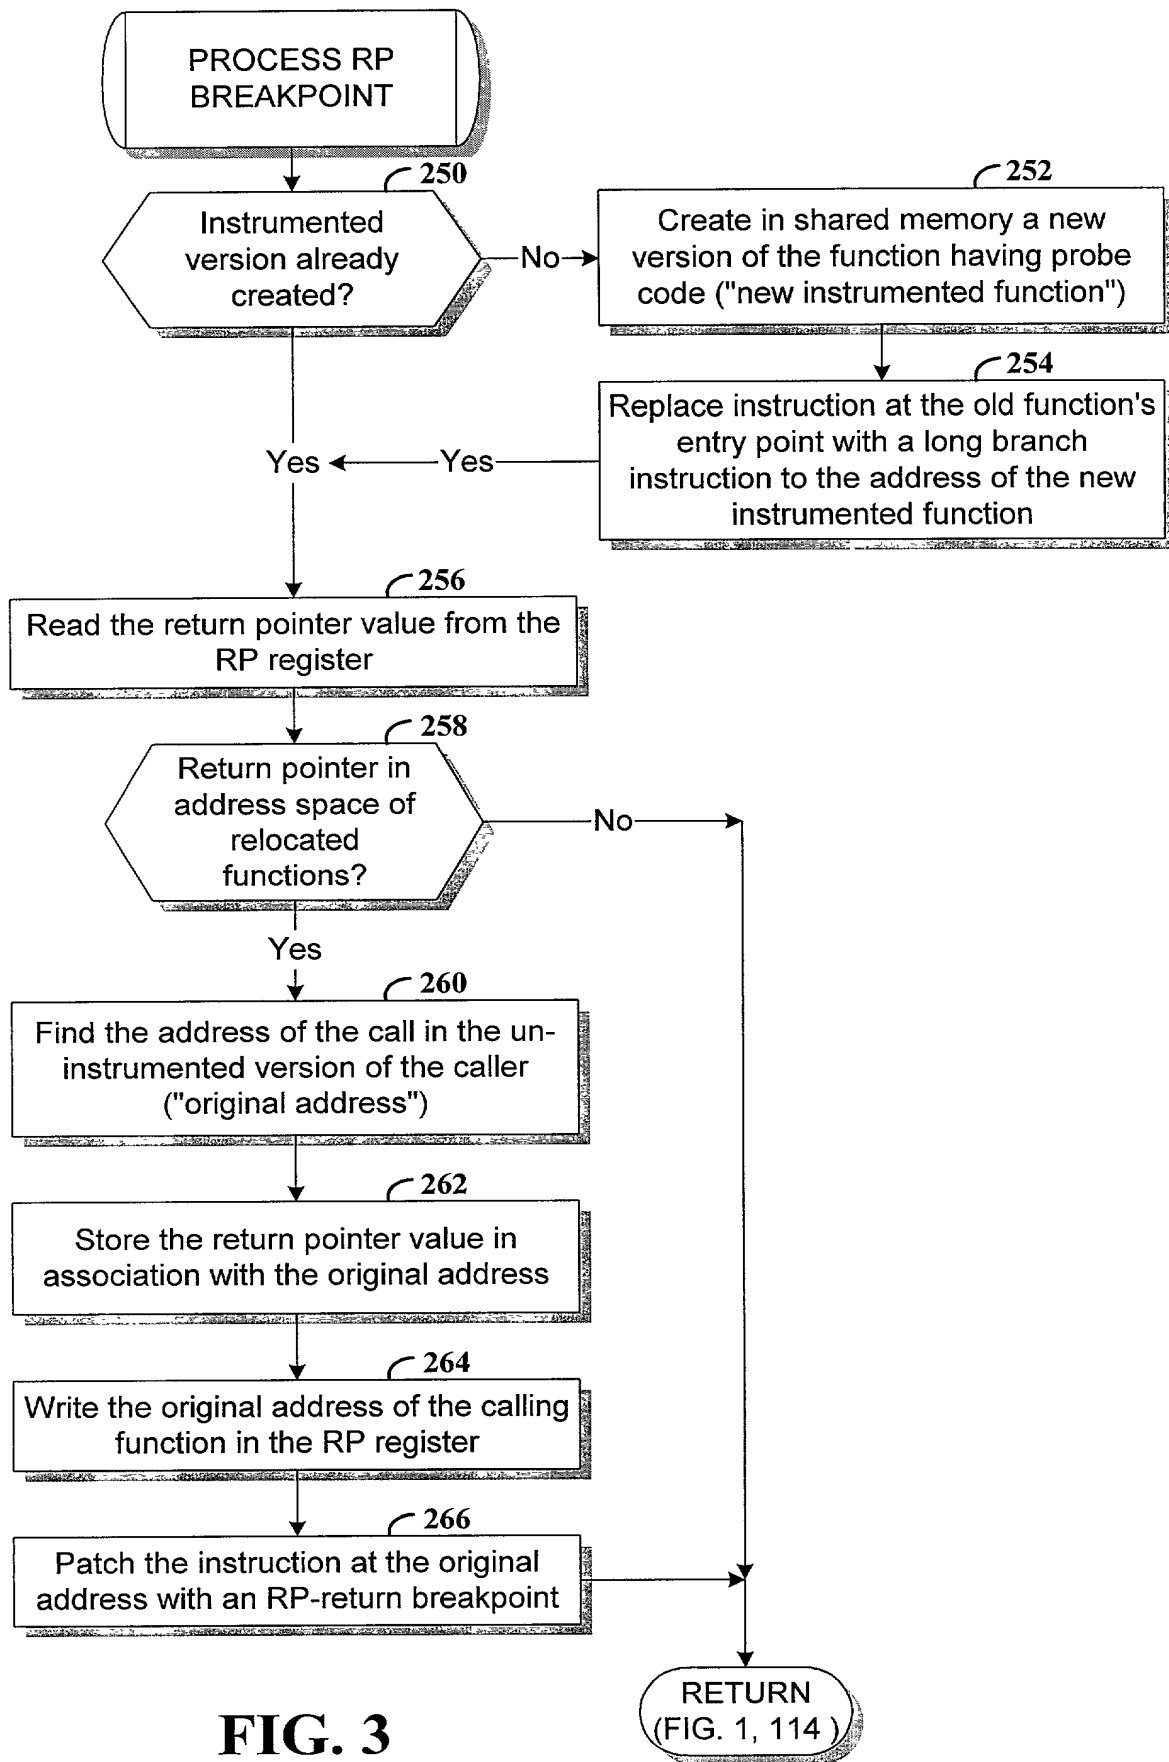 PROCESS RP
BREAKPOINT
250
Instrumented
version already
created?
No
252
Create in shared memory a new
version of the function having probe
code ("new instrumented function")
254
Replace instruction at the old function's
entry point with a long branch
instruction to the address of the new
instrumented function
Yes
Yes
256
Read the return pointer value from the
RP register
258
Return pointer in
address space of
relocated
functions?
No
Yes
260
Find the address of the call in the un-
instrumented version of the caller
("original address")
262
Store the return pointer value in
association with the original address
264
Write the original address of the calling
function in the RP register
266
Patch the instruction at the original
address with an RP-return breakpoint
RETURN
(FIG. 1, 114 )
FIG. 3